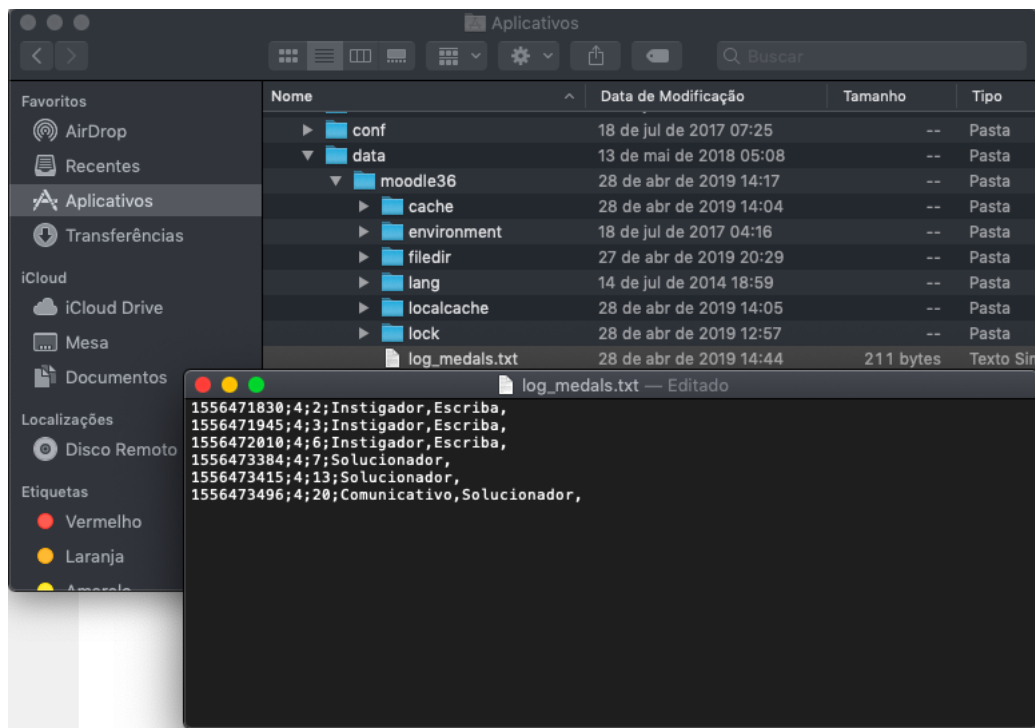 Aplicativos
Buscar
Favoritos
AirDrop
Recentes
Aplicativos
Transferências
iCloud
iCloud Drive
Mesa
Documentos
Localizações
Disco Remoto
Etiquetas
Vermelho
Laranja
Amarelo
Nome Data de Modificação Tamanho Tipo
conf 18 de jul de 2017 07:25 -- Pasta
data 13 de mai de 2018 05:08 -- Pasta
moodle36 28 de abr de 2019 14:17 -- Pasta
cache 28 de abr de 2019 14:04 -- Pasta
environment 18 de jul de 2017 04:16 -- Pasta
filedir 27 de abr de 2019 20:29 -- Pasta
lang 14 de jul de 2014 18:59 -- Pasta
localcache 28 de abr de 2019 14:05 -- Pasta
lock 28 de abr de 2019 12:57 -- Pasta
log_medals.txt 28 de abr de 2019 14:44 211 bytes Texto Sim
log_medals.txt — Editado
1556471830;4;2;Instigador,Escriba,
1556471945;4;3;Instigador,Escriba,
1556472010;4;6;Instigador,Escriba,
1556473384;4;7;Solucionador,
1556473415;4;13;Solucionador,
1556473496;4;20;Comunicativo,Solucionador,